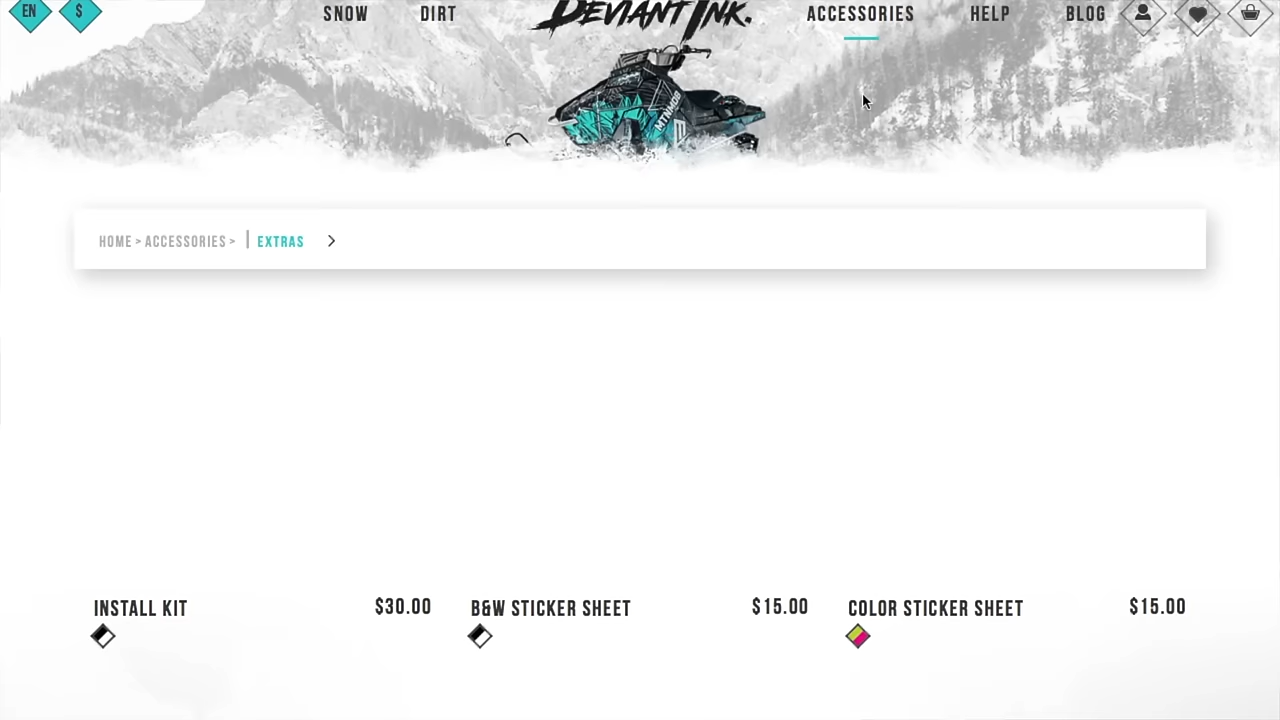 EN $ SNOW DIRT DEVIANT INK. ACCESSORIES HELP BLOG
HOME > ACCESSORIES > | EXTRAS >
INSTALL KIT $30.00 B&W STICKER SHEET $15.00 COLOR STICKER SHEET $15.00